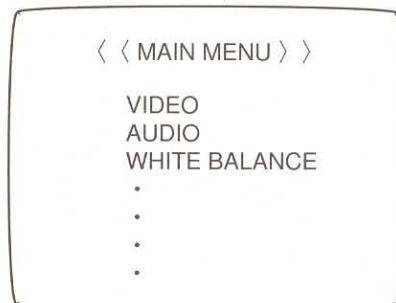 〈 〈 MAIN MENU 〉 〉
VIDEO
AUDIO
WHITE BALANCE
•
•
•
•